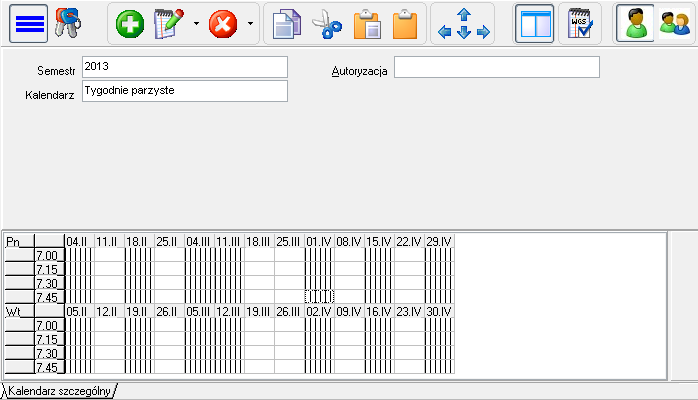 WGS
Semestr 2013 Autoryzacja
Kalendarz Tygodnie parzyste
Pn 04.II 11.II 18.II 25.II 04.III 11.III 18.III 25.III 01.IV 08.IV 15.IV 22.IV 29.IV
7.00
7.15
7.30
7.45
Wt 05.II 12.II 19.II 26.II 05.III 12.III 19.III 26.III 02.IV 09.IV 16.IV 23.IV 30.IV
7.00
7.15
7.30
7.45
Kalendarz szczególny